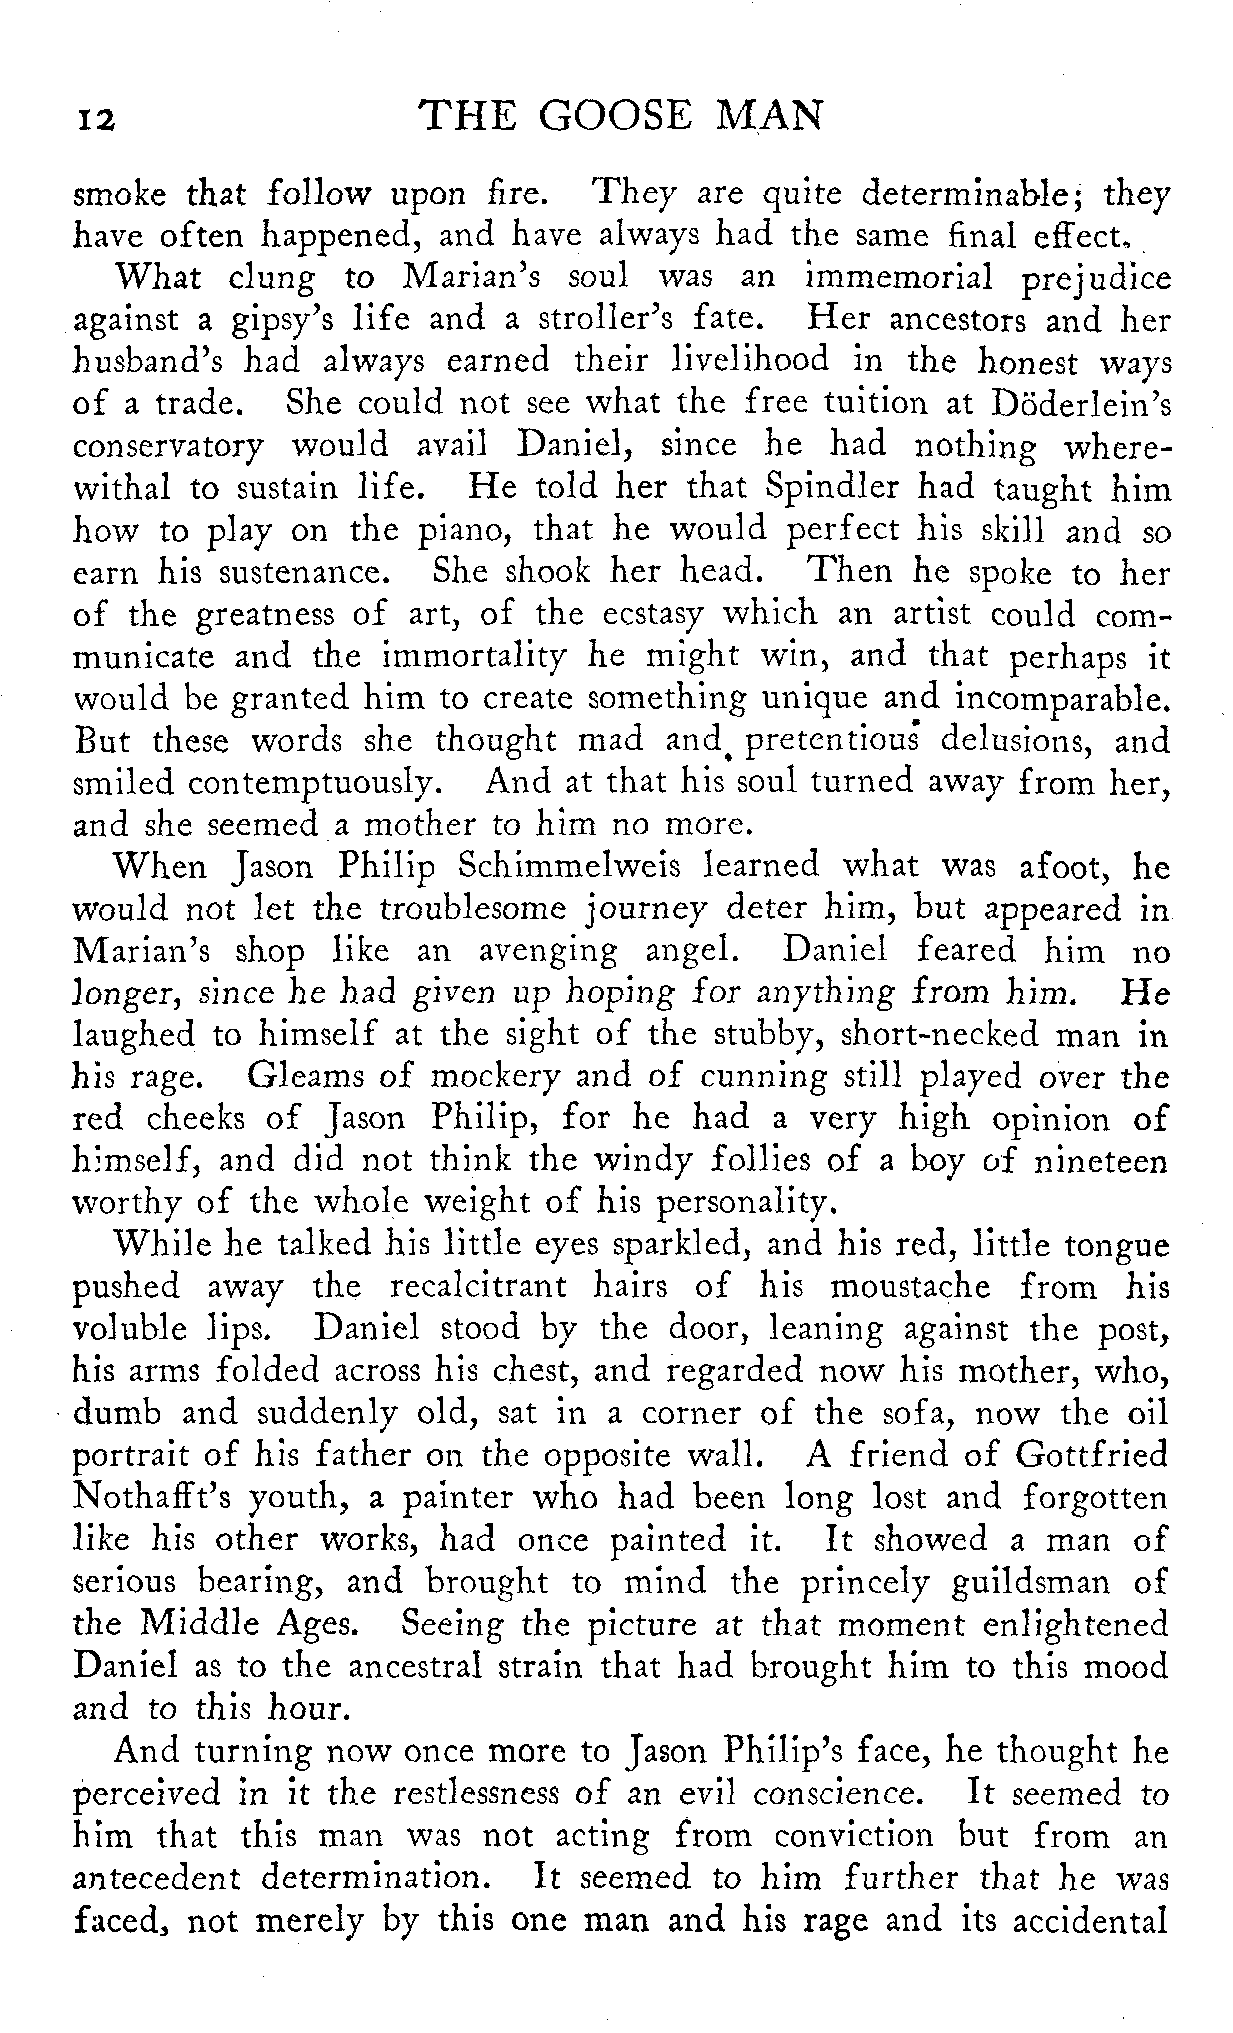 12 THE GOOSE MAN
smoke that follow upon fire. They are quite determinable; they
have often happened, and have always had the same final effect.
What clung to Marian's soul was an immemorial prejudice
against a gipsy's life and a stroller's fate. Her ancestors and her
husband's had always earned their livelihood in the honest ways
of a trade. She could not see what the free tuition at Döderlein's
conservatory would avail Daniel, since he had nothing where-
withal to sustain life. He told her that Spindler had taught him
how to play on the piano, that he would perfect his skill and so
earn his sustenance. She shook her head. Then he spoke to her
of the greatness of art, of the ecstasy which an artist could com-
municate and the immortality he might win, and that perhaps it
would be granted him to create something unique and incomparable.
But these words she thought mad and pretentious delusions, and
smiled contemptuously. And at that his soul turned away from her,
and she seemed a mother to him no more.
When Jason Philip Schimmelweis learned what was afoot, he
would not let the troublesome journey deter him, but appeared in
Marian's shop like an avenging angel. Daniel feared him no
longer, since he had given up hoping for anything from him. He
laughed to himself at the sight of the stubby, short-necked man in
his rage. Gleams of mockery and of cunning still played over the
red cheeks of Jason Philip, for he had a very high opinion of
himself, and did not think the windy follies of a boy of nineteen
worthy of the whole weight of his personality.
While he talked his little eyes sparkled, and his red, little tongue
pushed away the recalcitrant hairs of his moustache from his
voluble lips. Daniel stood by the door, leaning against the post,
his arms folded across his chest, and regarded now his mother, who,
dumb and suddenly old, sat in a corner of the sofa, now the oil
portrait of his father on the opposite wall. A friend of Gottfried
Nothafft's youth, a painter who had been long lost and forgotten
like his other works, had once painted it. It showed a man of
serious bearing, and brought to mind the princely guildsman of
the Middle Ages. Seeing the picture at that moment enlightened
Daniel as to the ancestral strain that had brought him to this mood
and to this hour.
And turning now once more to Jason Philip's face, he thought he
perceived in it the restlessness of an evil conscience. It seemed to
him that this man was not acting from conviction but from an
antecedent determination. It seemed to him further that he was
faced, not merely by this one man and his rage and its accidental